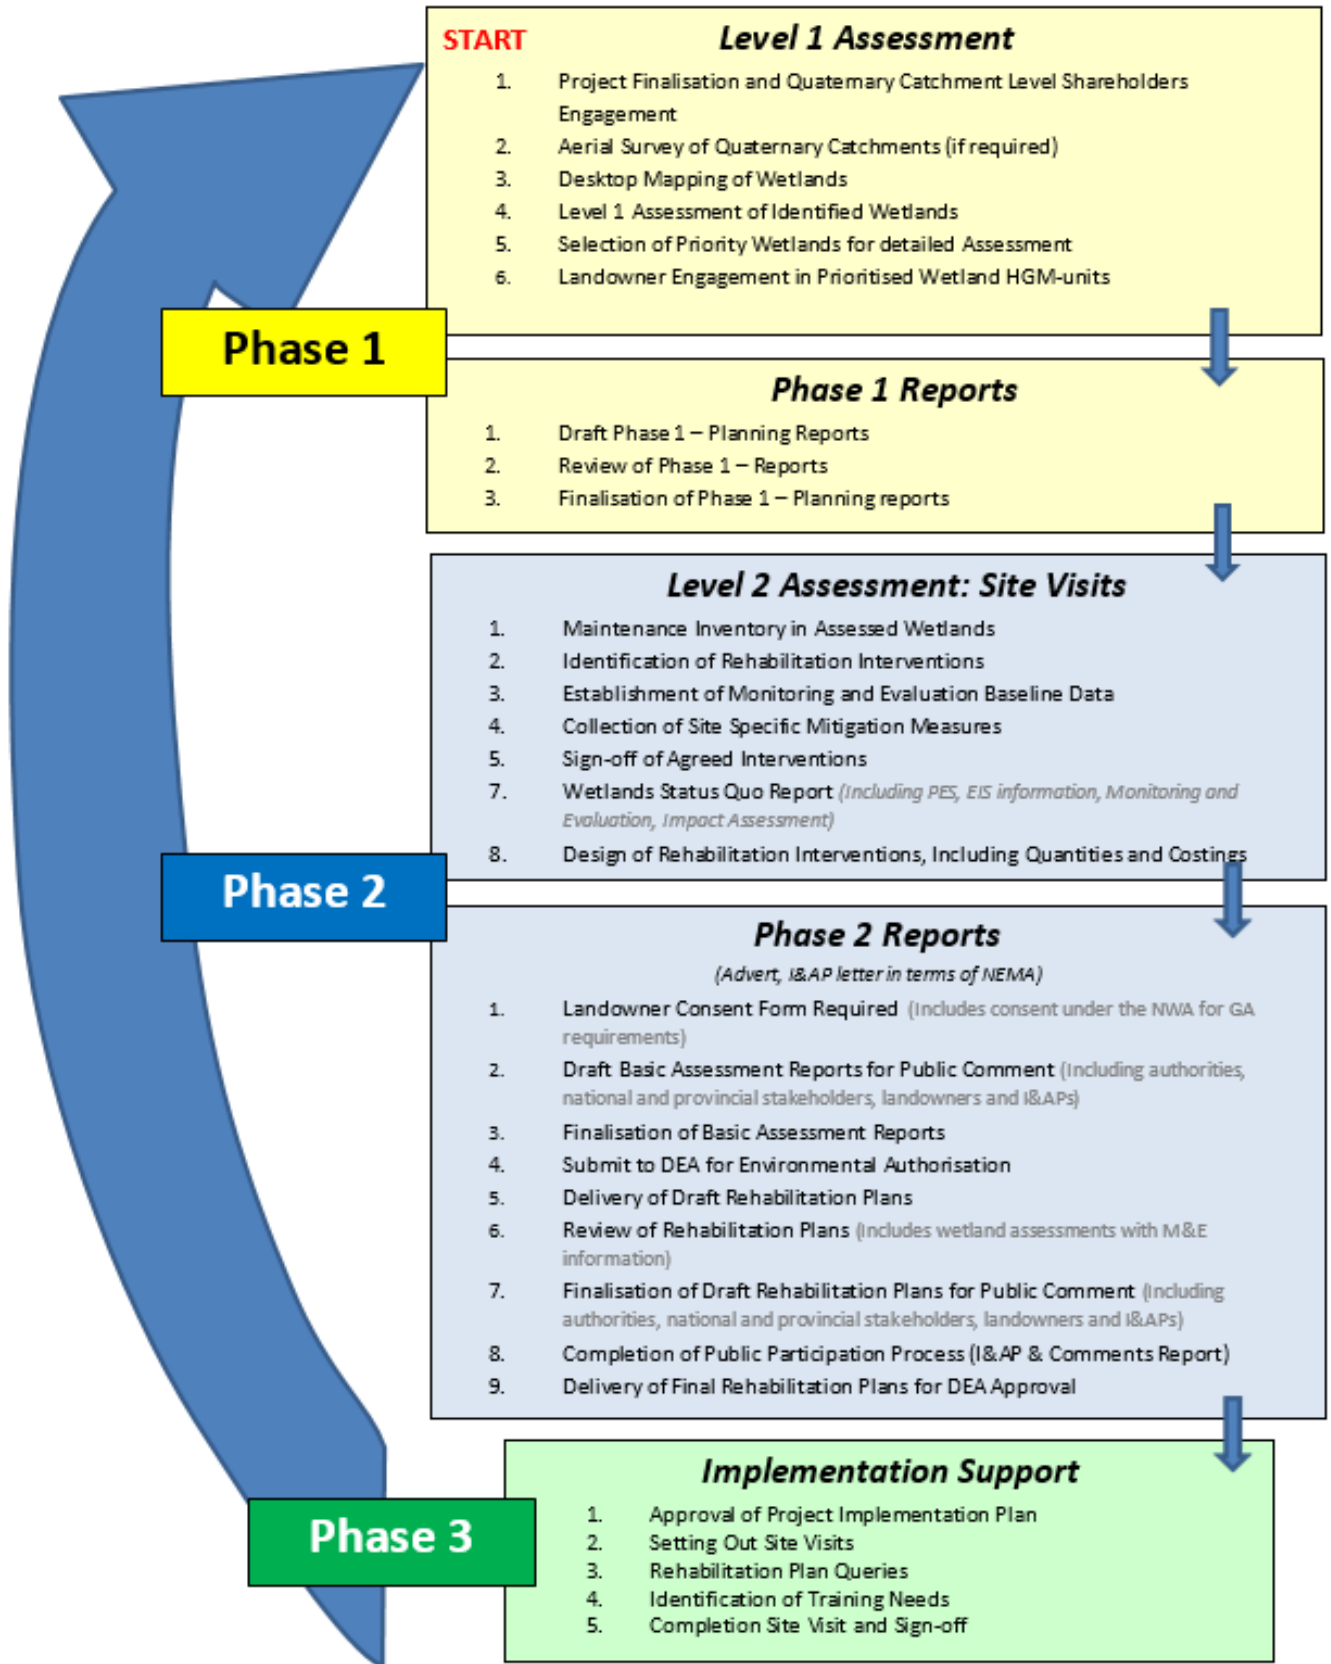 START
Level 1 Assessment
1. Project Finalisation and Quaternary Catchment Level Shareholders
Engagement
2. Aerial Survey of Quaternary Catchments (if required)
3. Desktop Mapping of Wetlands
4. Level 1 Assessment of Identified Wetlands
5. Selection of Priority Wetlands for detailed Assessment
6. Landowner Engagement in Prioritised Wetland HGM-units
Phase 1
Phase 1 Reports
1. Draft Phase 1 – Planning Reports
2. Review of Phase 1 – Reports
3. Finalisation of Phase 1 – Planning reports
Level 2 Assessment: Site Visits
1. Maintenance Inventory in Assessed Wetlands
2. Identification of Rehabilitation Interventions
3. Establishment of Monitoring and Evaluation Baseline Data
4. Collection of Site Specific Mitigation Measures
5. Sign-off of Agreed Interventions
7. Wetlands Status Quo Report (Including PES, EIS information, Monitoring and
Evaluation, Impact Assessment)
8. Design of Rehabilitation Interventions, Including Quantities and Costings
Phase 2
Phase 2 Reports
(Advert, I&AP letter in terms of NEMA)
1. Landowner Consent Form Required (Includes consent under the NWA for GA
requirements)
2. Draft Basic Assessment Reports for Public Comment (Including authorities,
national and provincial stakeholders, landowners and I&APs)
3. Finalisation of Basic Assessment Reports
4. Submit to DEA for Environmental Authorisation
5. Delivery of Draft Rehabilitation Plans
6. Review of Rehabilitation Plans (Includes wetland assessments with M&E
information)
7. Finalisation of Draft Rehabilitation Plans for Public Comment (Including
authorities, national and provincial stakeholders, landowners and I&APs)
8. Completion of Public Participation Process (I&AP & Comments Report)
9. Delivery of Final Rehabilitation Plans for DEA Approval
Implementation Support
Phase 3
1. Approval of Project Implementation Plan
2. Setting Out Site Visits
3. Rehabilitation Plan Queries
4. Identification of Training Needs
5. Completion Site Visit and Sign-off